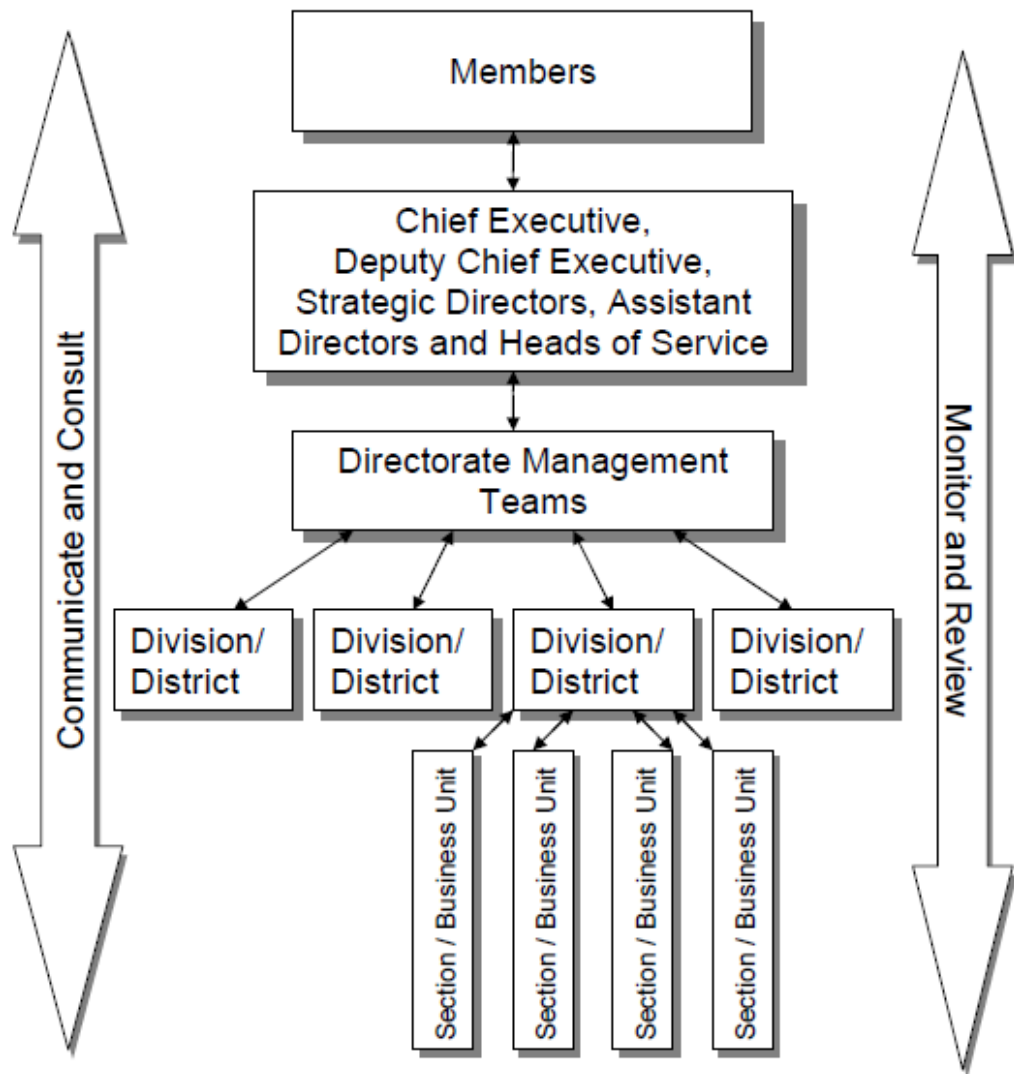 Members
Chief Executive,
Deputy Chief Executive,
Strategic Directors, Assistant
Directors and Heads of Service
Directorate Management
Teams
Communicate and Consult
Monitor and Review
Division/
District
Division/
District
Division/
District
Division/
District
Section / Business Unit
Section / Business Unit
Section / Business Unit
Section / Business Unit